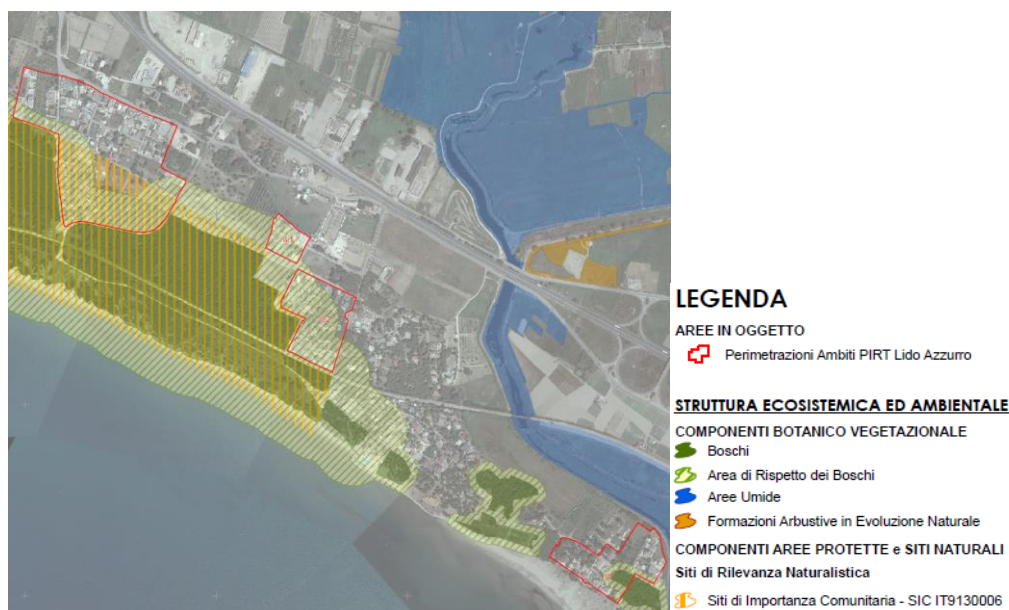 LEGENDA
AREE IN OGGETTO
Perimetrazioni Ambiti PIRT Lido Azzurro
STRUTTURA ECOSISTEMICA ED AMBIENTALE
COMPONENTI BOTANICO VEGETAZIONALE
Boschi
Area di Rispetto dei Boschi
Aree Umide
Formazioni Arbustive in Evoluzione Naturale
COMPONENTI AREE PROTETTE e SITI NATURALI
Siti di Rilevanza Naturalistica
Siti di Importanza Comunitaria - SIC IT9130006